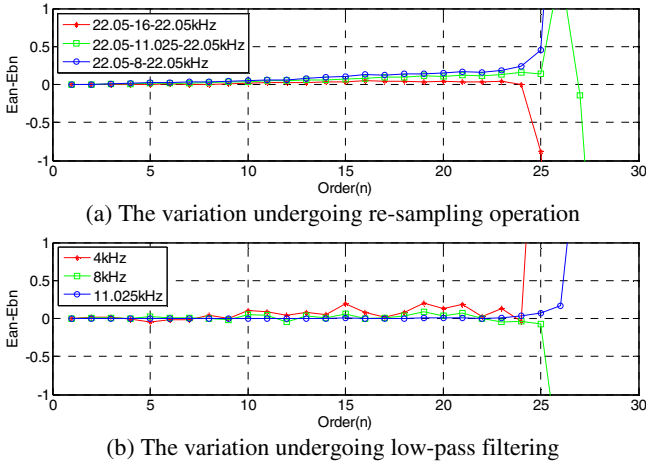 1
22.05-16-22.05kHz
22.05-11.025-22.05kHz
22.05-8-22.05kHz
0.5
0
-0.5
-1
Ean-Ebn
0 5 10 15 20 25 30
Order(n)
(a) The variation undergoing re-sampling operation
1
4kHz
8kHz
11.025kHz
0.5
0
-0.5
-1
Ean-Ebn
0 5 10 15 20 25 30
Order(n)
(b) The variation undergoing low-pass filtering